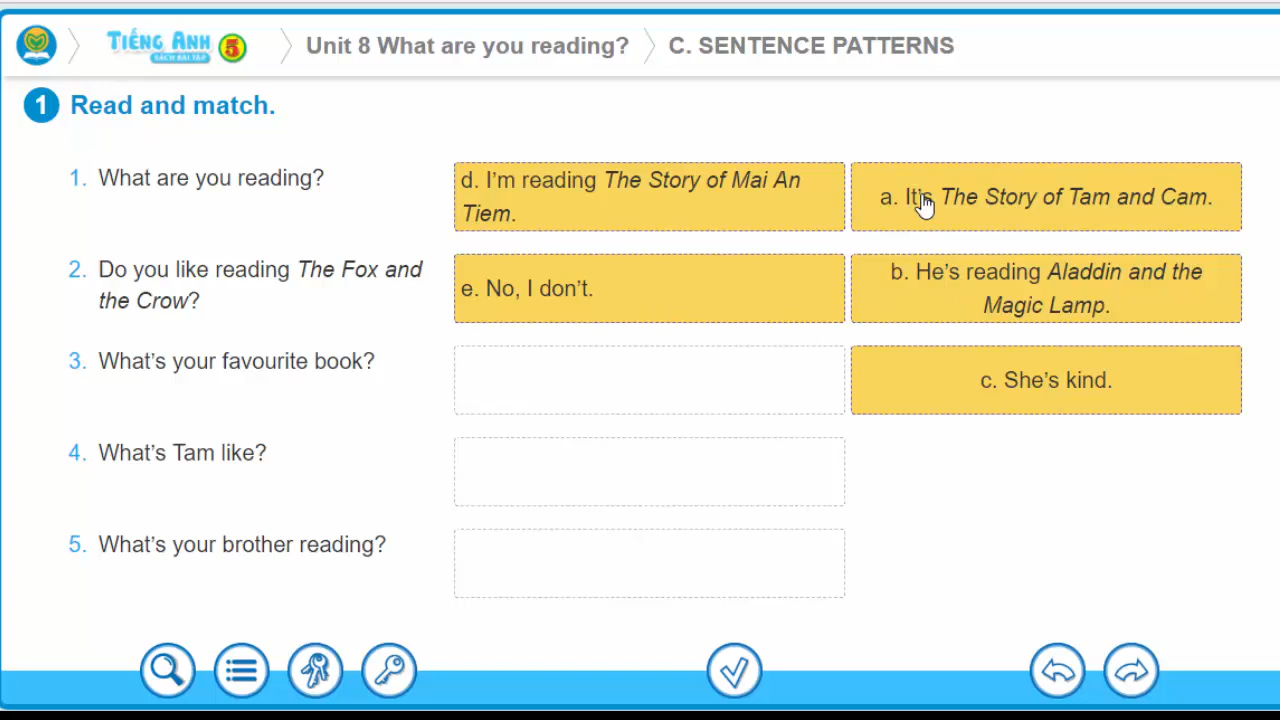 TIẾNG ANH 5
SÁCH BÀI TẬP
Unit 8 What are you reading?
C. SENTENCE PATTERNS
1 Read and match.
1. What are you reading?
d. I'm reading The Story of Mai An
Tiem.
a. It's The Story of Tam and Cam.
2. Do you like reading The Fox and
the Crow?
e. No, I don't.
b. He's reading Aladdin and the
Magic Lamp.
3. What's your favourite book?
c. She's kind.
4. What's Tam like?
5. What's your brother reading?